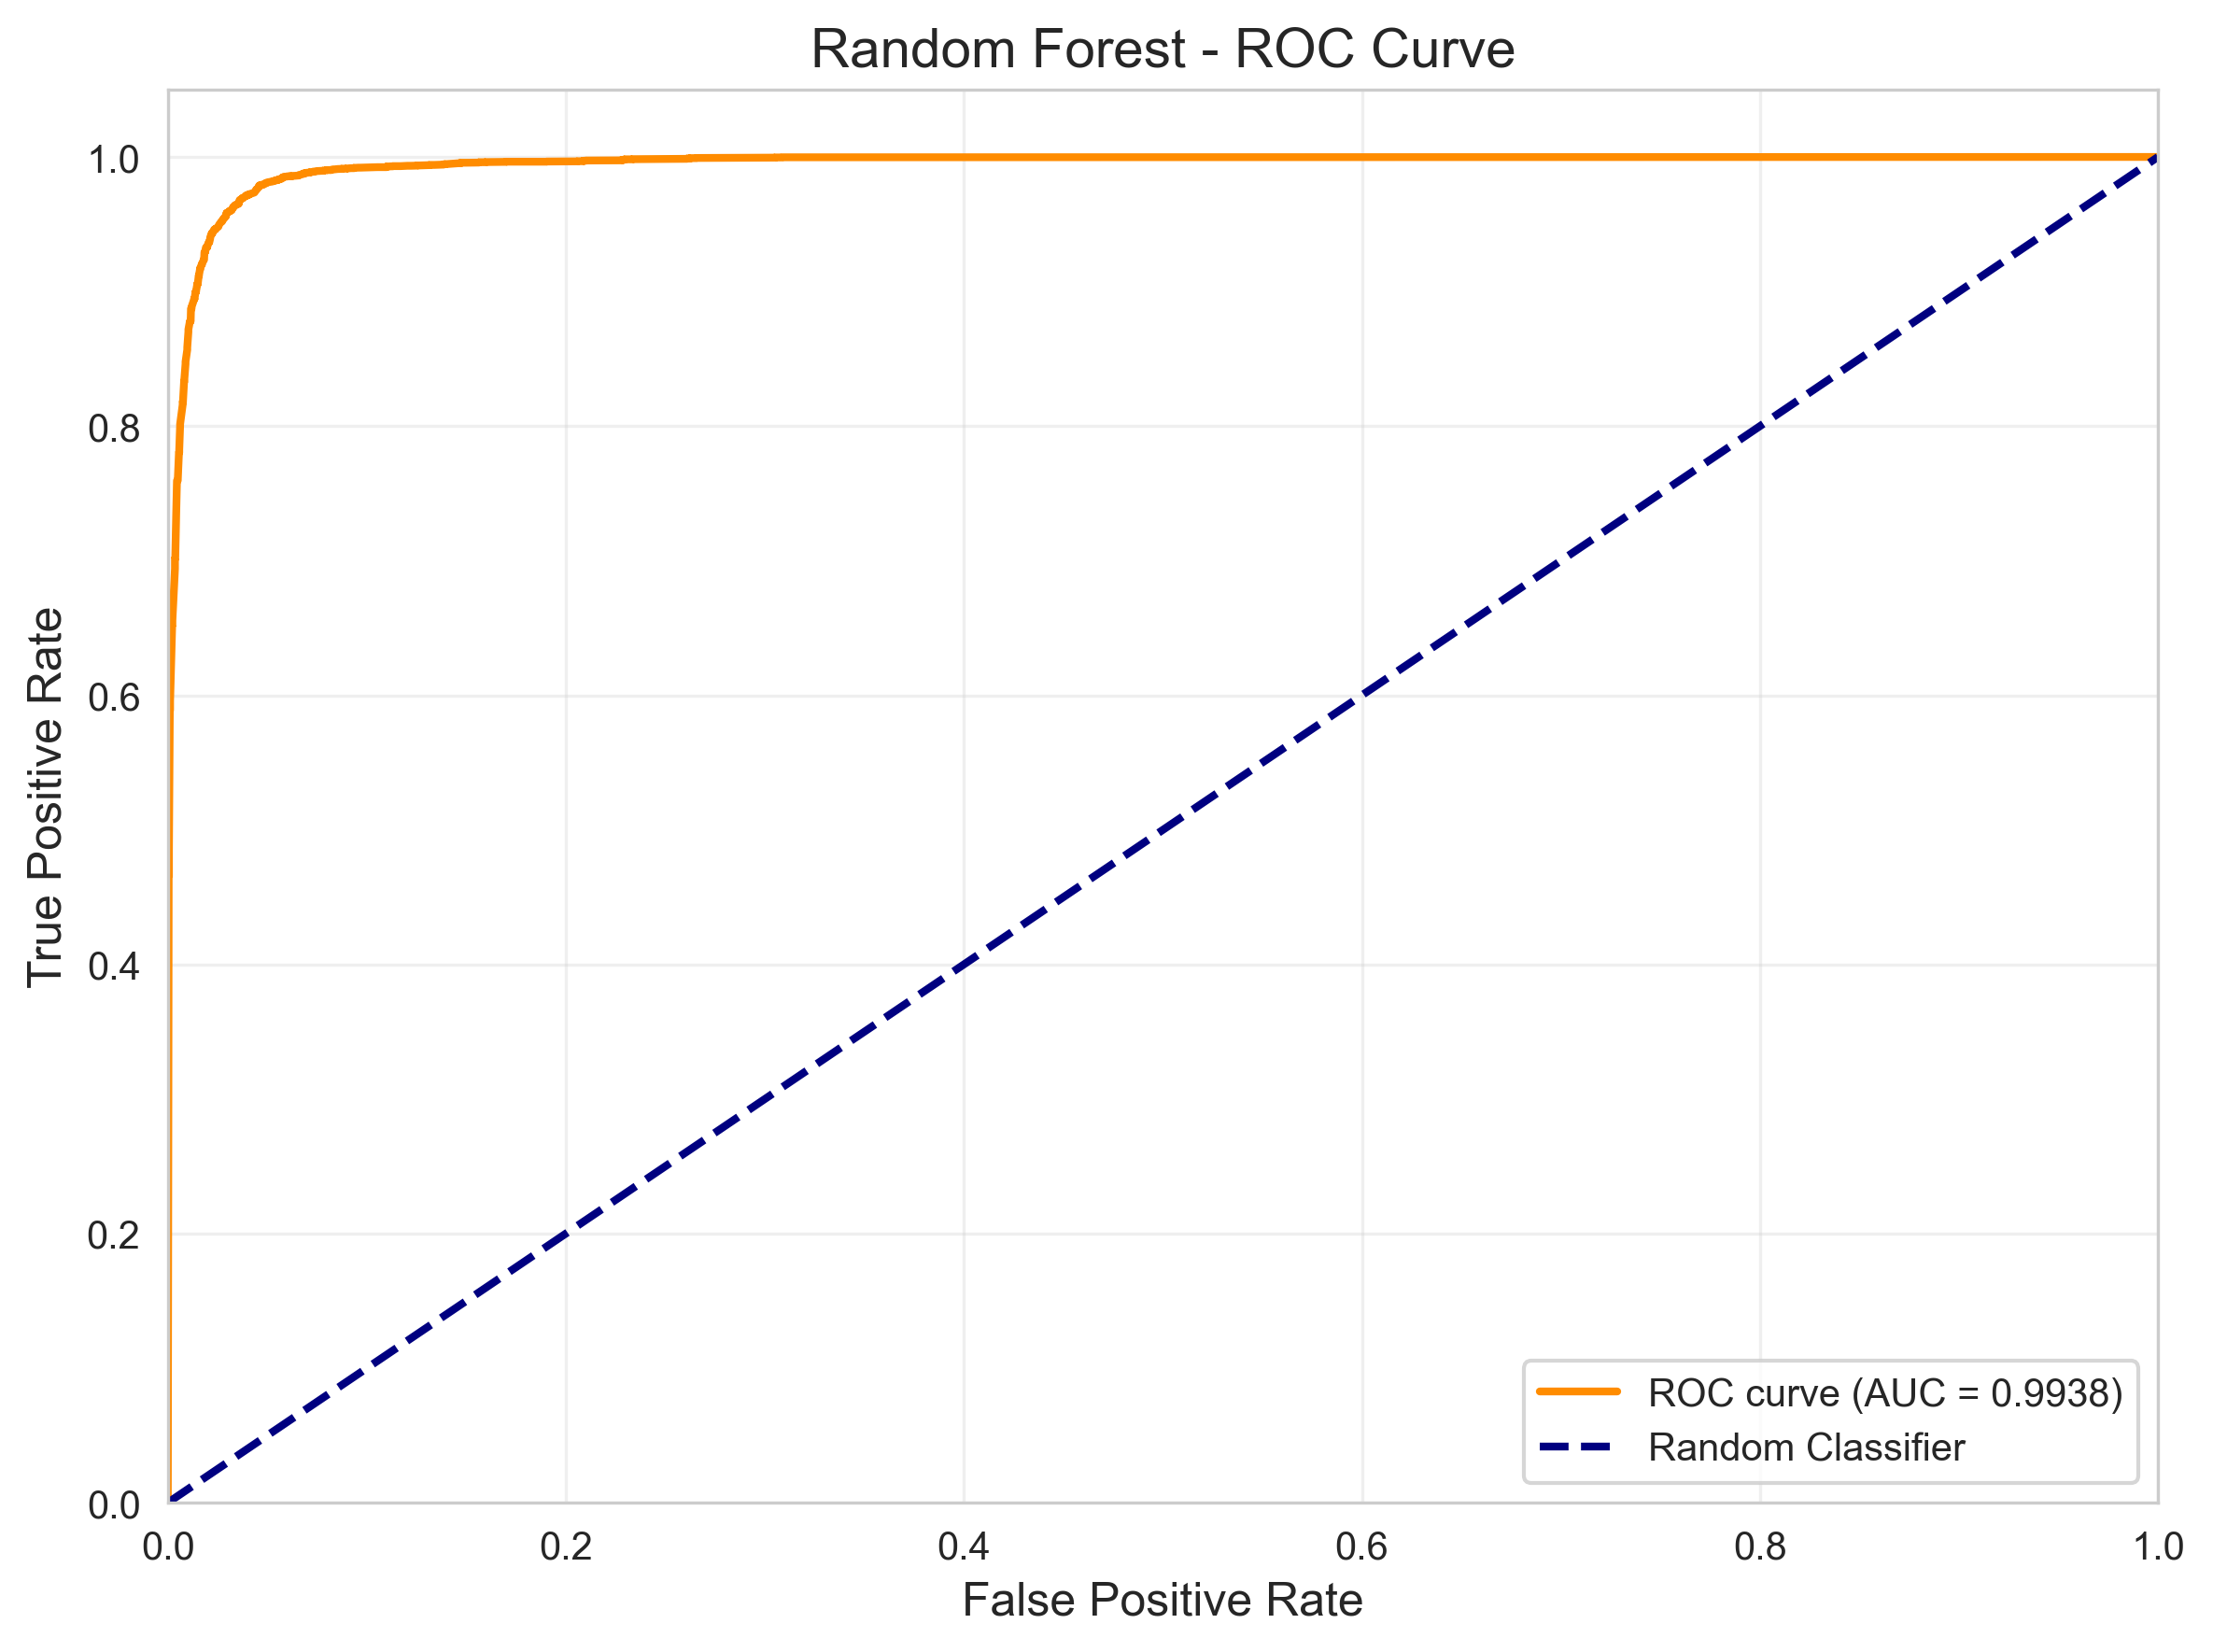 Random Forest - ROC Curve
1.0
0.8
0.6
0.4
0.2
0.0
True Positive Rate
0.0 0.2 0.4 0.6 0.8 1.0
False Positive Rate
ROC curve (AUC = 0.9938)
Random Classifier